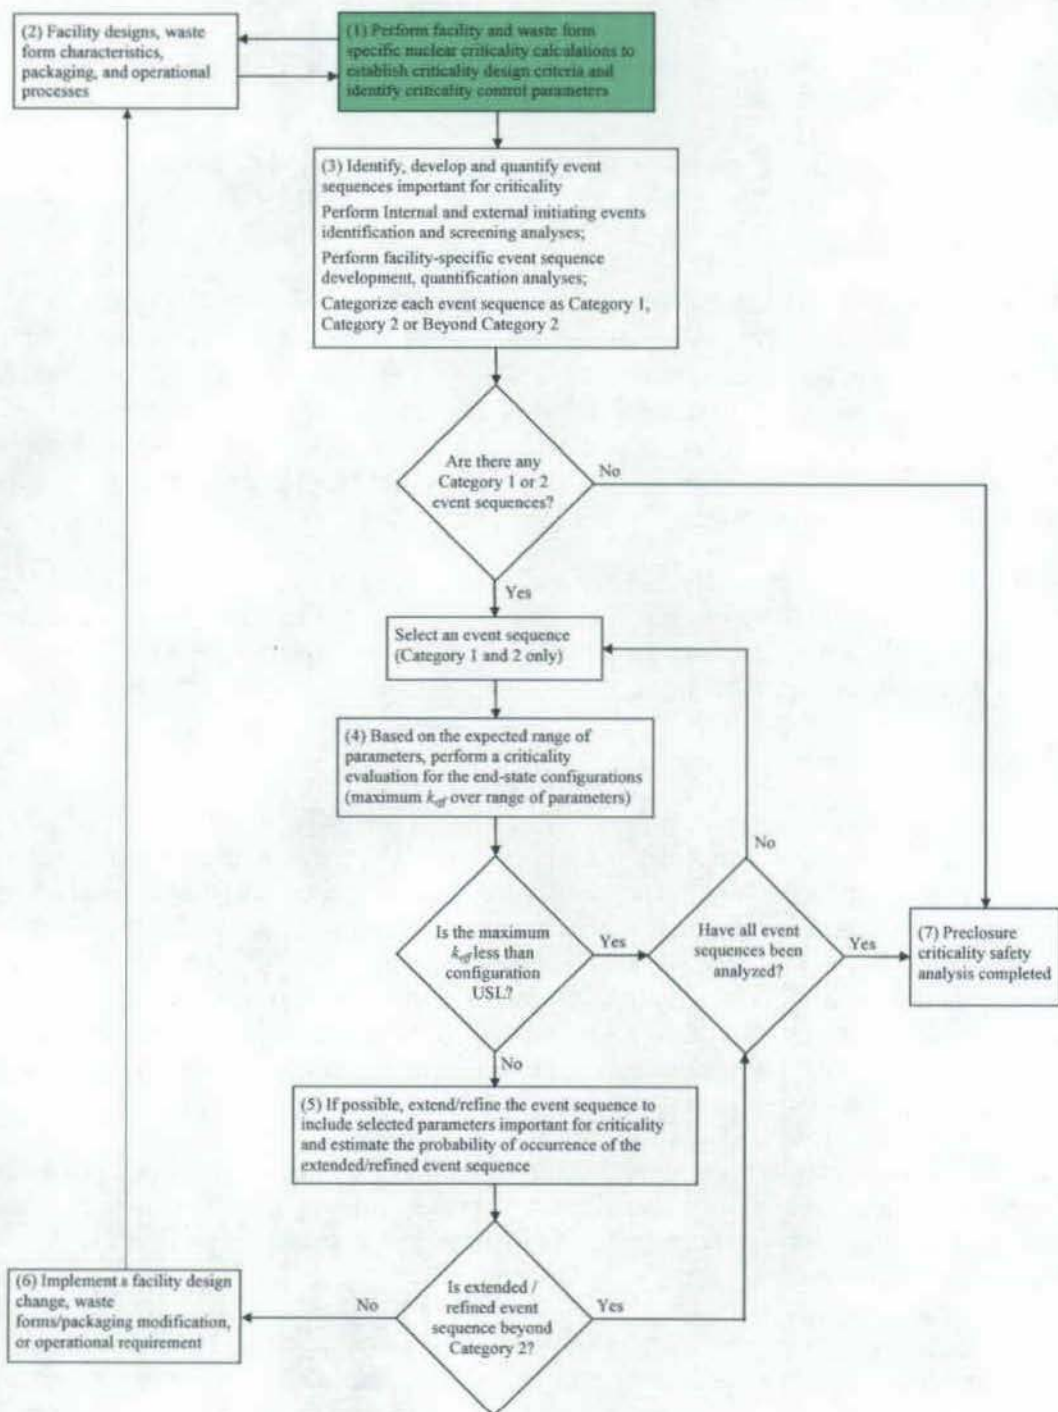 (2) Facility designs, waste
form characteristics,
packaging, and operational
processes
(1) Perform facility and waste form
specific nuclear criticality calculations to
establish criticality design criteria and
identify criticality control parameters
(3) Identify, develop and quantify event
sequences important for criticality
Perform Internal and external initiating events
identification and screening analyses;
Perform facility-specific event sequence
development, quantification analyses;
Categorize each event sequence as Category 1,
Category 2 or Beyond Category 2
Are there any
Category 1 or 2
event sequences?
No
Yes
Select an event sequence
(Category 1 and 2 only)
(4) Based on the expected range of
parameters, perform a criticality
evaluation for the end-state configurations
(maximum keff over range of parameters)
No
Is the maximum
keff less than
configuration
USL?
Yes
Have all event
sequences been
analyzed?
Yes
(7) Preclosure
criticality safety
analysis completed
No
(5) If possible, extend/refine the event sequence to
include selected parameters important for criticality
and estimate the probability of occurrence of the
extended/refined event sequence
(6) Implement a facility design
change, waste
forms/packaging modification,
or operational requirement
No
Is extended /
refined event
sequence beyond
Category 2?
Yes